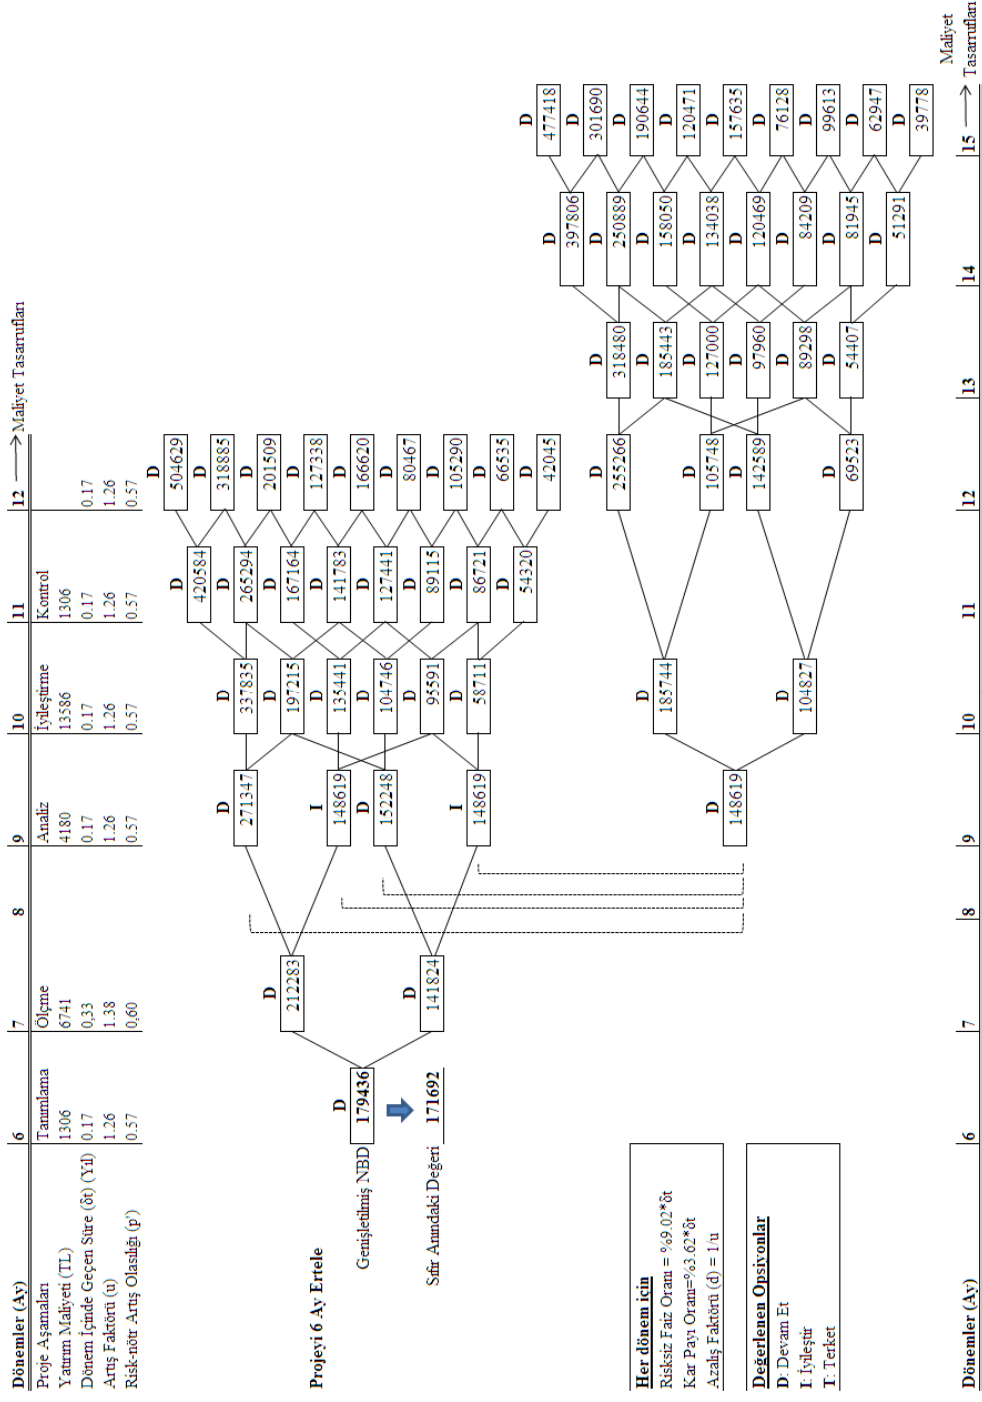 Dönemler (Ay) 6 7 8 9 10 11 12 Maliyet Tasarrufları
Proje Aşamaları Tanımlama Ölçme Analiz İyileştirme Kontrol
Yatırım Maliyeti (TL) 1306 6741 4180 13586 1306
Dönem İçinde Geçen Süre (δt) (Yıl) 0.17 0,33 0.17 0.17 0.17 0.17
Artış Faktörü (u) 1.26 1.38 1.26 1.26 1.26 1.26
Risk-nötr Artış Olasılığı (p') 0.57 0,60 0.57 0.57 0.57 0.57
Projeyi 6 Ay Ertele
Genişletilmiş NBD
D
179436
Sıfır Anındaki Değeri 171692
D
212283
D
141824
D
271347
I
148619
D
152248
I
148619
D
337835
D
197215
D
135441
D
104746
D
95591
D
58711
D
420584
D
265294
D
167164
D
141783
D
127441
D
89115
D
86721
D
54320
D
504629
D
318885
D
201509
D
127338
D
166620
D
80467
D
105290
D
66535
D
42045
D
148619
D
185744
D
104827
D
255266
D
105748
D
142589
D
69523
D
318480
D
185443
D
127000
D
97960
D
89298
D
54407
D
397806
D
250889
D
158050
D
134038
D
120469
D
84209
D
81945
D
51291
D
477418
D
301690
D
190644
D
120471
D
157635
D
76128
D
99613
D
62947
D
39778
Her dönem için
Risksiz Faiz Oranı = %9.02*δt
Kar Payı Oranı=%3.62*δt
Azalış Faktörü (d) = 1/u
Değerlenen Opsiyonlar
D: Devam Et
I: İyileştir
T: Terket
Dönemler (Ay) 6 7 8 9 10 11 12 13 14 15 Maliyet
Tasarrufları